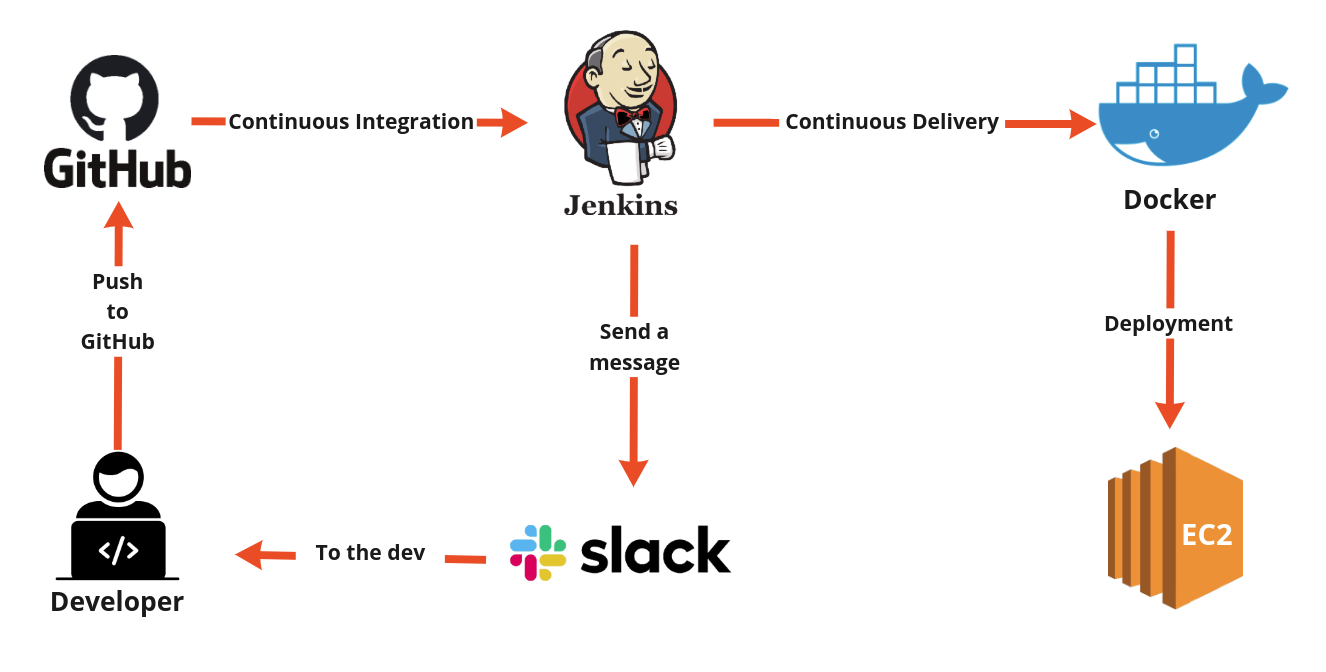 GitHub
Continuous Integration
Jenkins
Continuous Delivery
Docker
Push
to
GitHub
Send a
message
Deployment
</>
Developer
To the dev
slack
EC2